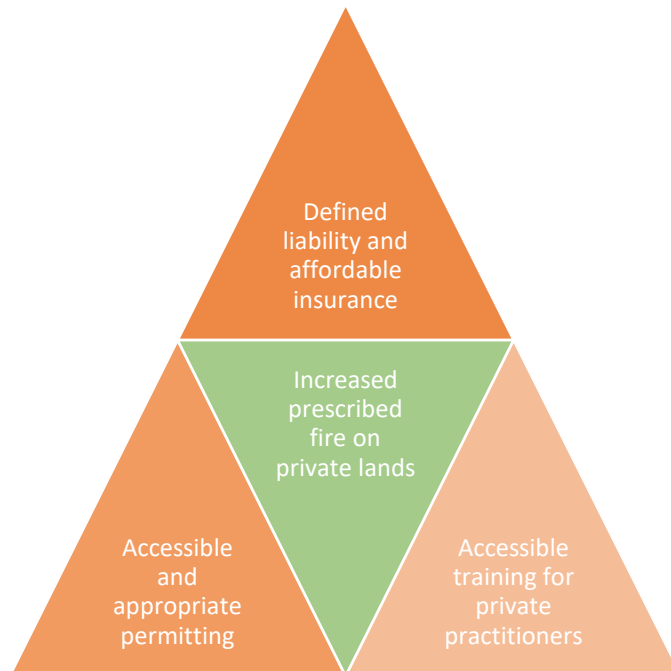 Defined
liability and
affordable
insurance
Increased
prescribed
fire on
private lands
Accessible
and
appropriate
permitting
Accessible
training for
private
practitioners